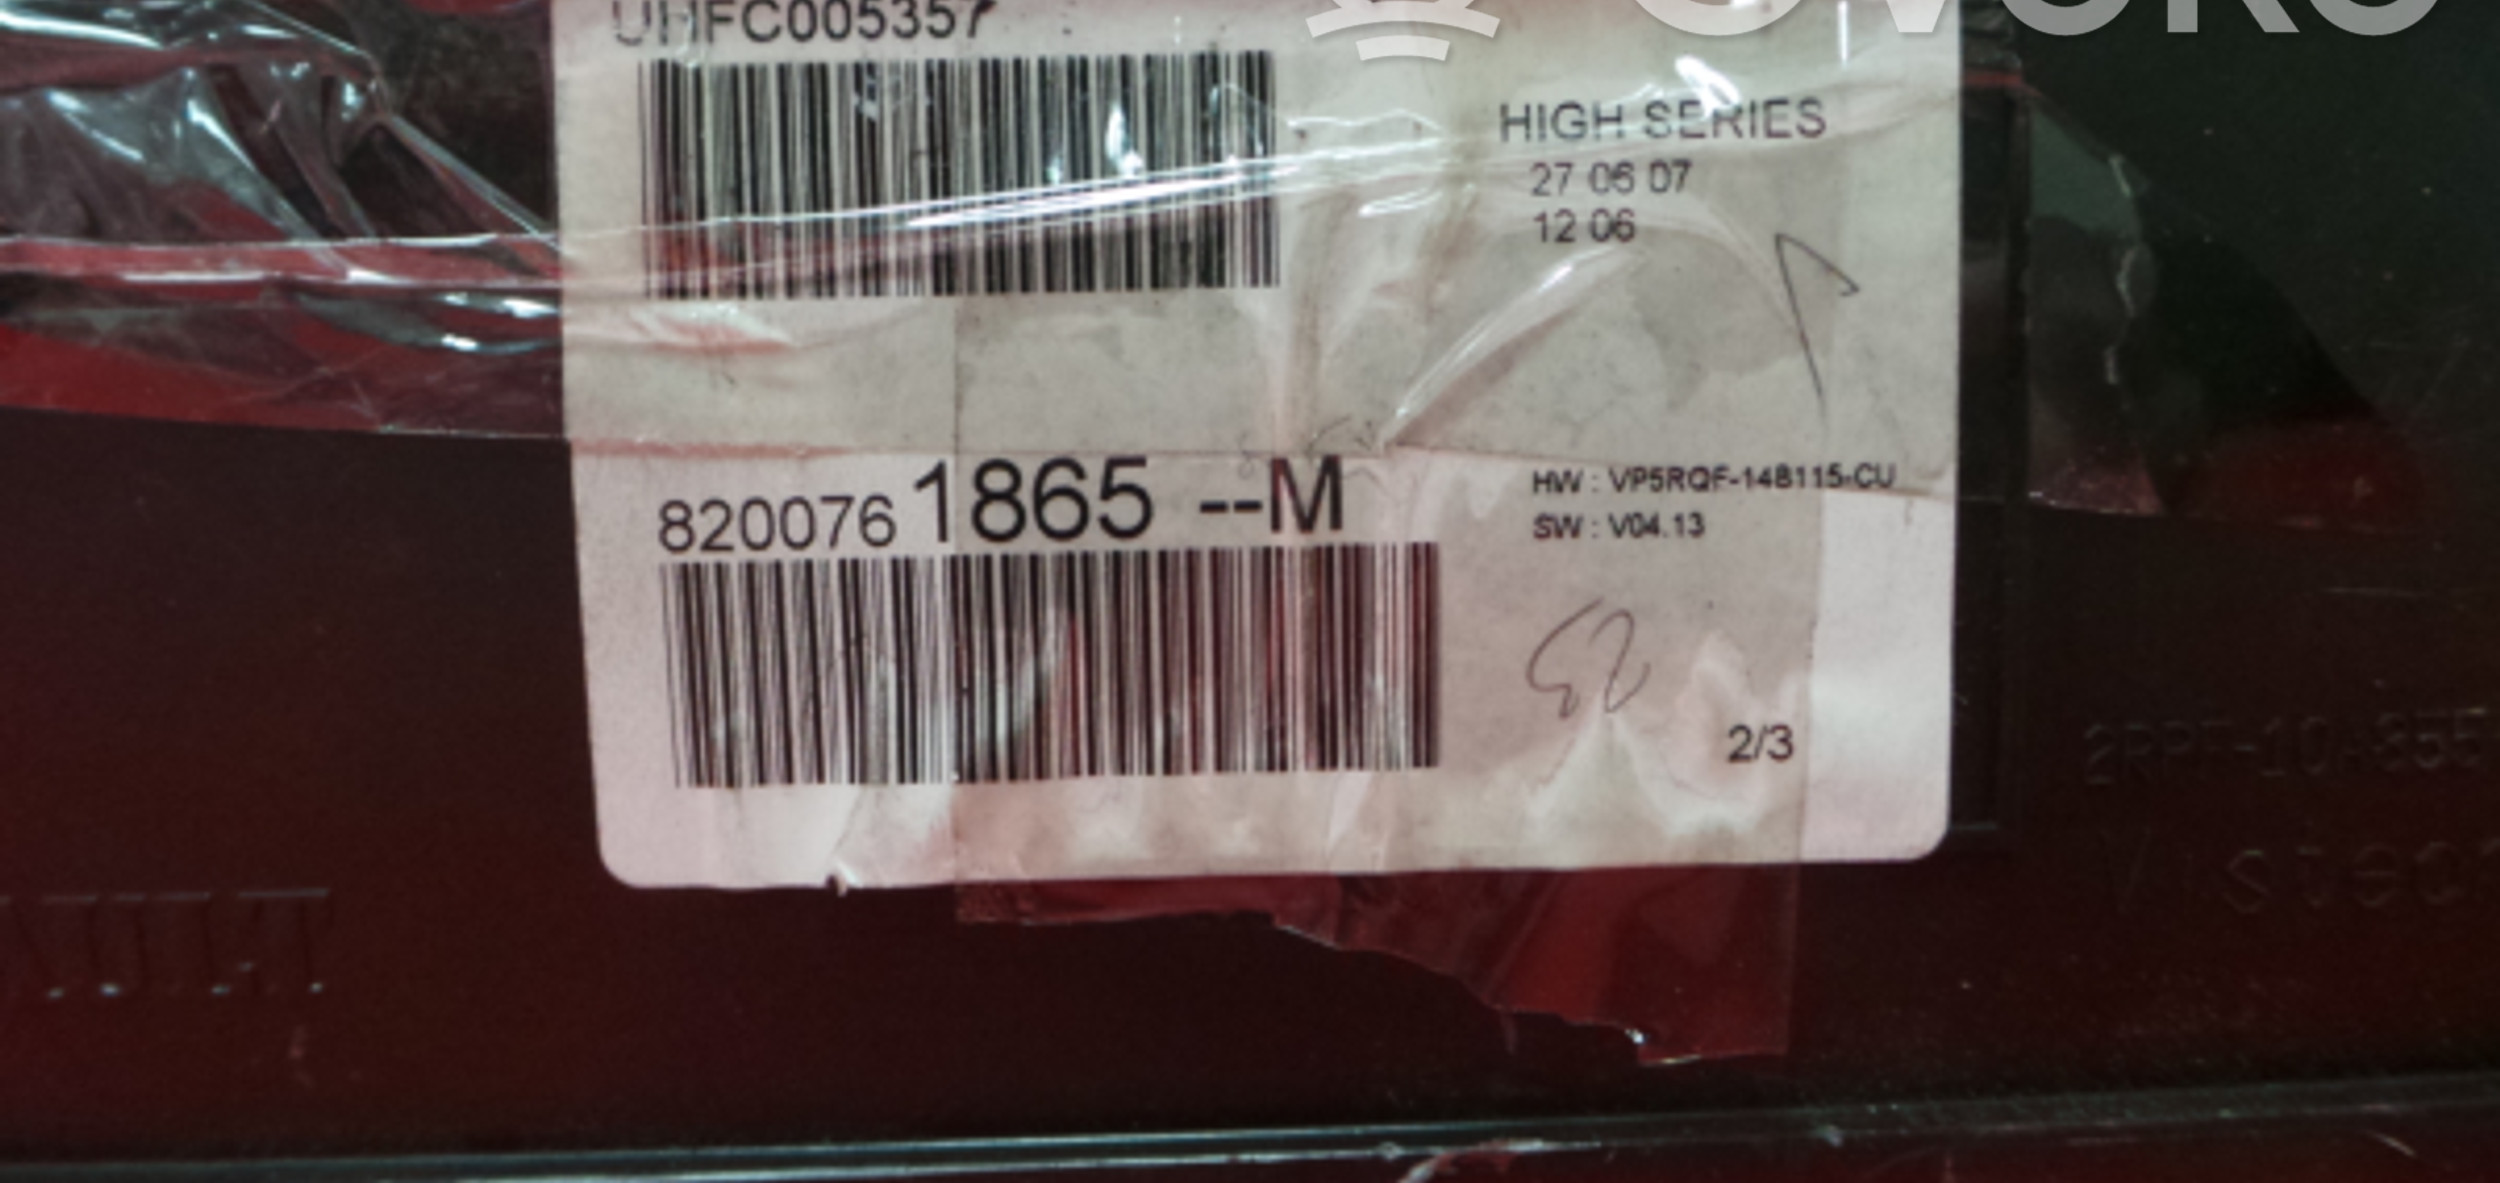 UHFC005357
HIGH SERIES
27 06 07
12 06
8200761865 --M
HW : VP5RQF-14B115-CU
SW : V04.13
2/3